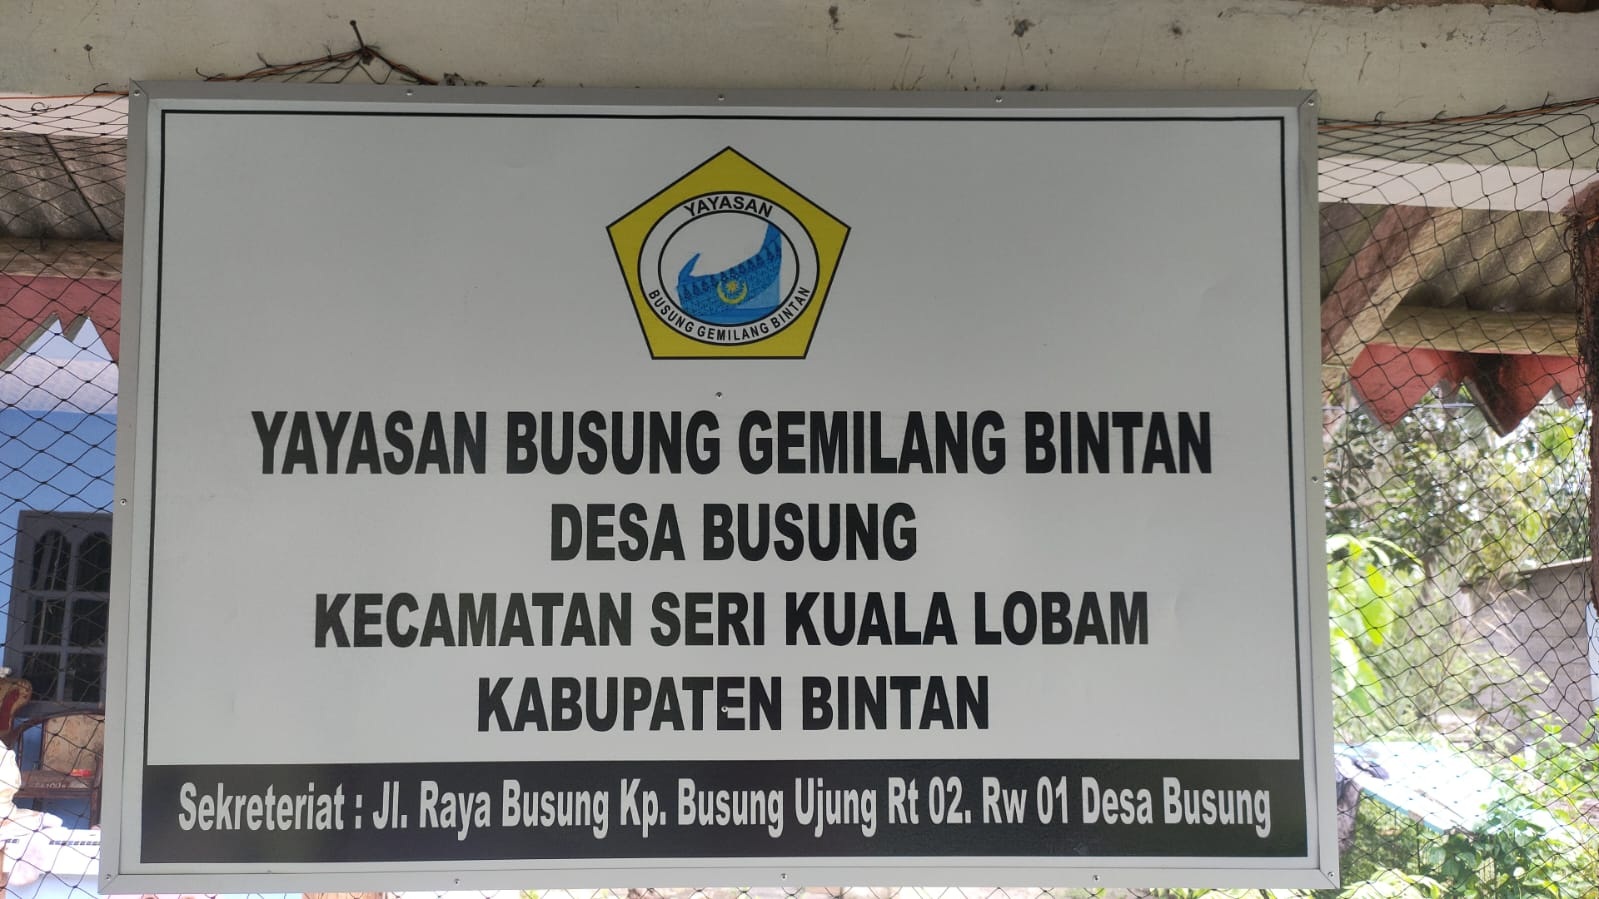 YAYASAN
BUSUNG GEMILANG BINTAN
YAYASAN BUSUNG GEMILANG BINTAN
DESA BUSUNG
KECAMATAN SERI KUALA LOBAM
KABUPATEN BINTAN
Sekreteriat : Jl. Raya Busung Kp. Busung Ujung Rt 02. Rw 01 Desa Busung